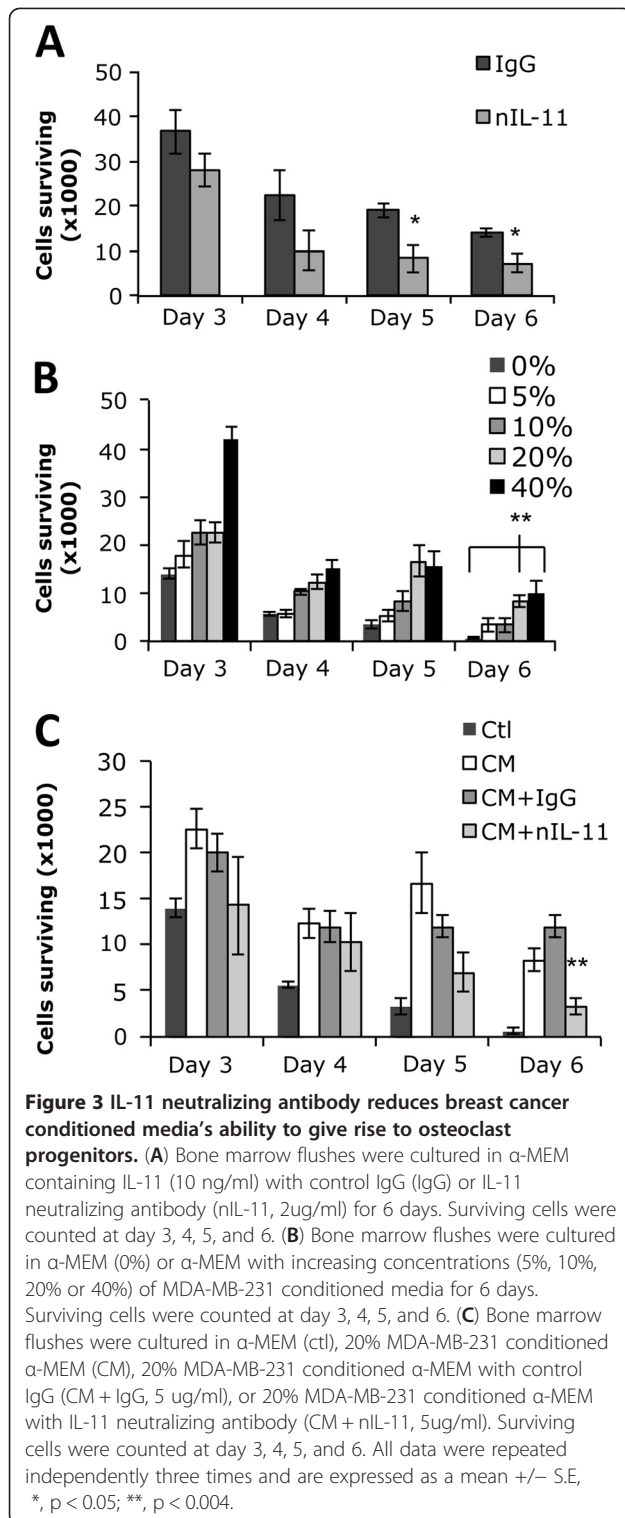 A
IgG
nIL-11
Cells surviving
(x1000)
50
40
30
20
10
0
*
*
Day 3
Day 4
Day 5
Day 6
B
0%
5%
10%
20%
40%
Cells surviving
(x1000)
50
40
30
20
10
0
**
Day 3
Day 4
Day 5
Day 6
C
Ctl
CM
CM+IgG
CM+nIL-11
Cells surviving (x1000)
30
25
20
15
10
5
0
**
Day 3
Day 4
Day 5
Day 6
Figure 3 IL-11 neutralizing antibody reduces breast cancer
conditioned media's ability to give rise to osteoclast
progenitors. (A) Bone marrow flushes were cultured in α-MEM
containing IL-11 (10 ng/ml) with control IgG (IgG) or IL-11
neutralizing antibody (nIL-11, 2ug/ml) for 6 days. Surviving cells were
counted at day 3, 4, 5, and 6. (B) Bone marrow flushes were cultured
in α-MEM (0%) or α-MEM with increasing concentrations (5%, 10%,
20% or 40%) of MDA-MB-231 conditioned media for 6 days.
Surviving cells were counted at day 3, 4, 5, and 6. (C) Bone marrow
flushes were cultured in α-MEM (ctl), 20% MDA-MB-231 conditioned
α-MEM (CM), 20% MDA-MB-231 conditioned α-MEM with control
IgG (CM + IgG, 5 ug/ml), or 20% MDA-MB-231 conditioned α-MEM
with IL-11 neutralizing antibody (CM + nIL-11, 5ug/ml). Surviving
cells were counted at day 3, 4, 5, and 6. All data were repeated
independently three times and are expressed as a mean +/− S.E,
*, p < 0.05; **, p < 0.004.